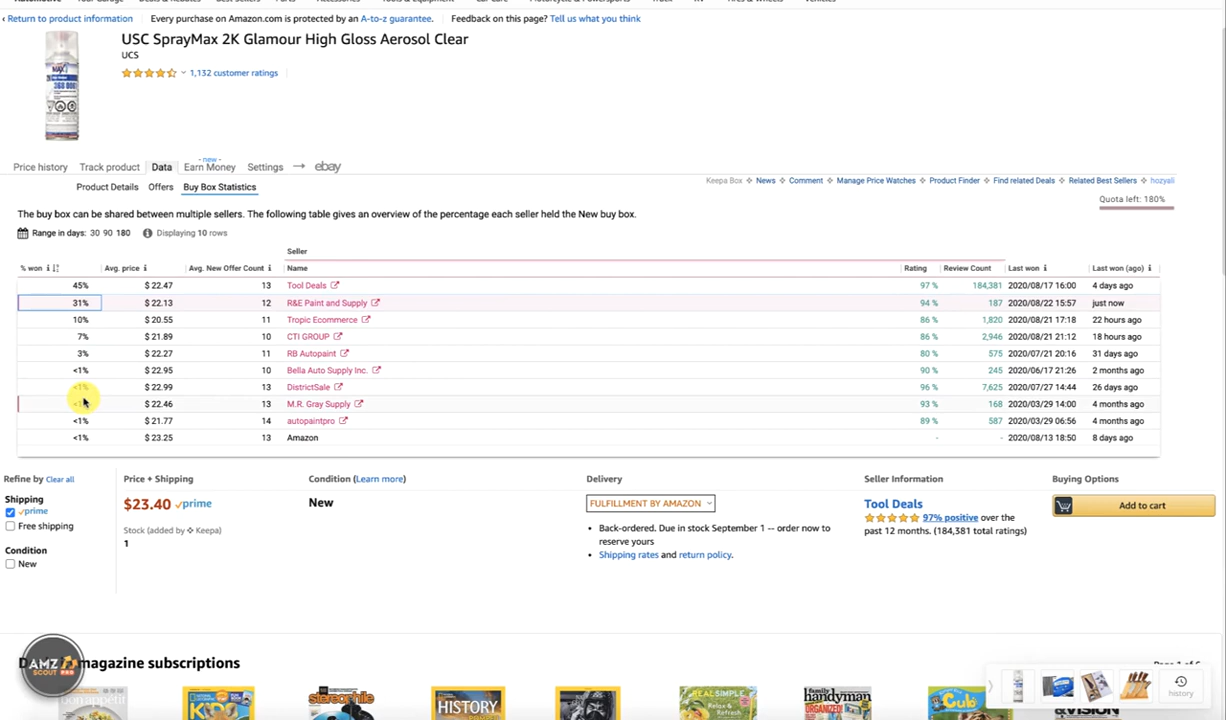 ‹ Return to product information Every purchase on Amazon.com is protected by an A-to-z guarantee. Feedback on this page? Tell us what you think
USC SprayMax 2K Glamour High Gloss Aerosol Clear
UCS
1,132 customer ratings
- new -
Price history Track product Data Earn Money Settings → ebay
Product Details Offers Buy Box Statistics
Keepa Box News Comment Manage Price Watches Product Finder Find related Deals Related Best Sellers hozyali
Quota left: 180%
The buy box can be shared between multiple sellers. The following table gives an overview of the percentage each seller held the New buy box.
Range in days: 30 90 180 Displaying 10 rows
Seller
% won Avg. price Avg. New Offer Count Name Rating Review Count Last won Last won (ago)
45% $ 22.47 13 Tool Deals 97 % 184,381 2020/08/17 16:00 4 days ago
31% $ 22.13 12 R&E Paint and Supply 94 % 187 2020/08/22 15:57 just now
10% $ 20.55 11 Tropic Ecommerce 86 % 1,820 2020/08/21 17:18 22 hours ago
7% $ 21.89 10 CTI GROUP 86 % 2,946 2020/08/21 21:12 18 hours ago
3% $ 22.27 11 RB Autopaint 80 % 575 2020/07/21 20:16 31 days ago
<1% $ 22.95 10 Bella Auto Supply Inc. 90 % 245 2020/06/17 21:26 2 months ago
<1% $ 22.99 13 DistrictSale 96 % 7,625 2020/07/27 14:44 26 days ago
$ 22.46 13 M.R. Gray Supply 93 % 168 2020/03/29 14:00 4 months ago
<1% $ 21.77 14 autopaintpro 89 % 587 2020/03/29 06:56 4 months ago
<1% $ 23.25 13 Amazon - - 2020/08/13 18:50 8 days ago
Refine by Clear all Price + Shipping Condition (Learn more) Delivery Seller Information Buying Options
Shipping
prime
Free shipping
Condition
New
$23.40 prime
Stock (added by Keepa)
1
New
FULFILLMENT BY AMAZON
• Back-ordered. Due in stock September 1 -- order now to
reserve yours
• Shipping rates and return policy.
Tool Deals
97% positive over the
past 12 months. (184,381 total ratings)
Add to cart
magazine subscriptions
AMZ
SCOUT PRO
KIDS
stereophile
HISTORY
REALSIMPLE
family
handyman
history